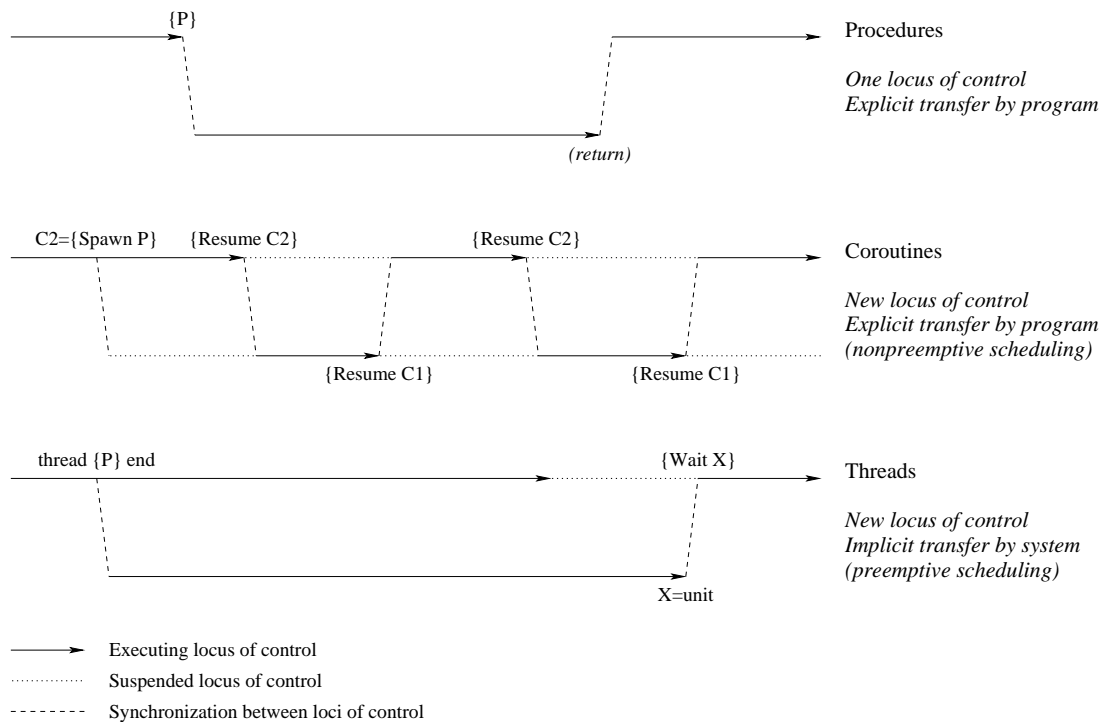 {P}
Procedures
One locus of control
Explicit transfer by program
(return)
C2={Spawn P}
{Resume C2}
{Resume C2}
Coroutines
New locus of control
Explicit transfer by program
(nonpreemptive scheduling)
{Resume C1}
{Resume C1}
thread {P} end
{Wait X}
Threads
New locus of control
Implicit transfer by system
(preemptive scheduling)
X=unit
Executing locus of control
Suspended locus of control
Synchronization between loci of control